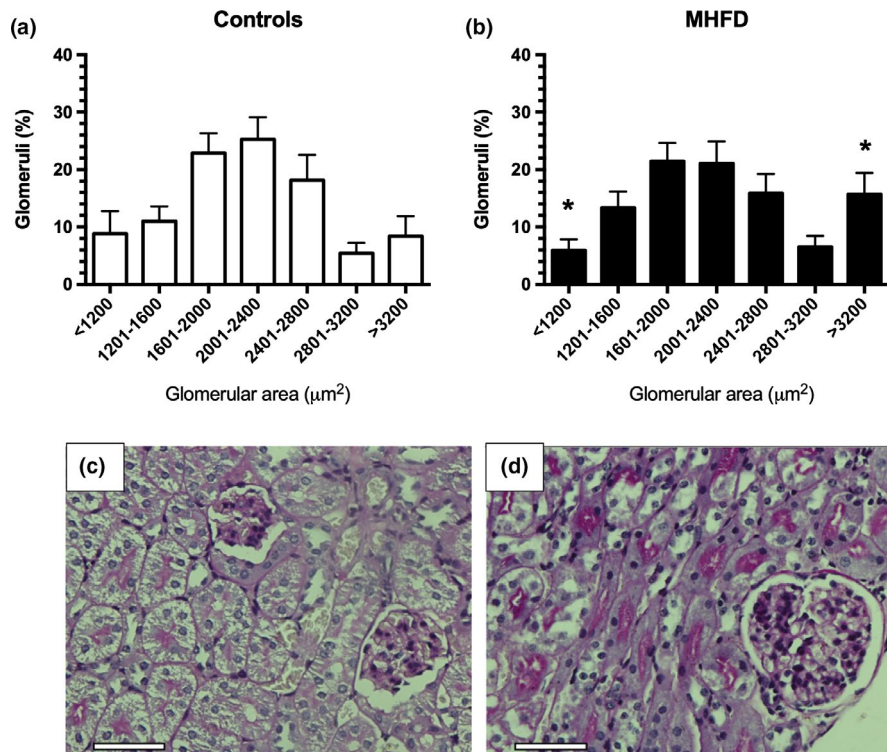 (a)
Controls
40
30
20
10
0
Glomeruli (%)
<1200
1201-1600
1601-2000
2001-2400
2401-2800
2801-3200
>3200
Glomerular area (μm²)
(b)
MHFD
40
30
20
10
0
Glomeruli (%)
*
*
<1200
1201-1600
1601-2000
2001-2400
2401-2800
2801-3200
>3200
Glomerular area (μm²)
(c)
(d)